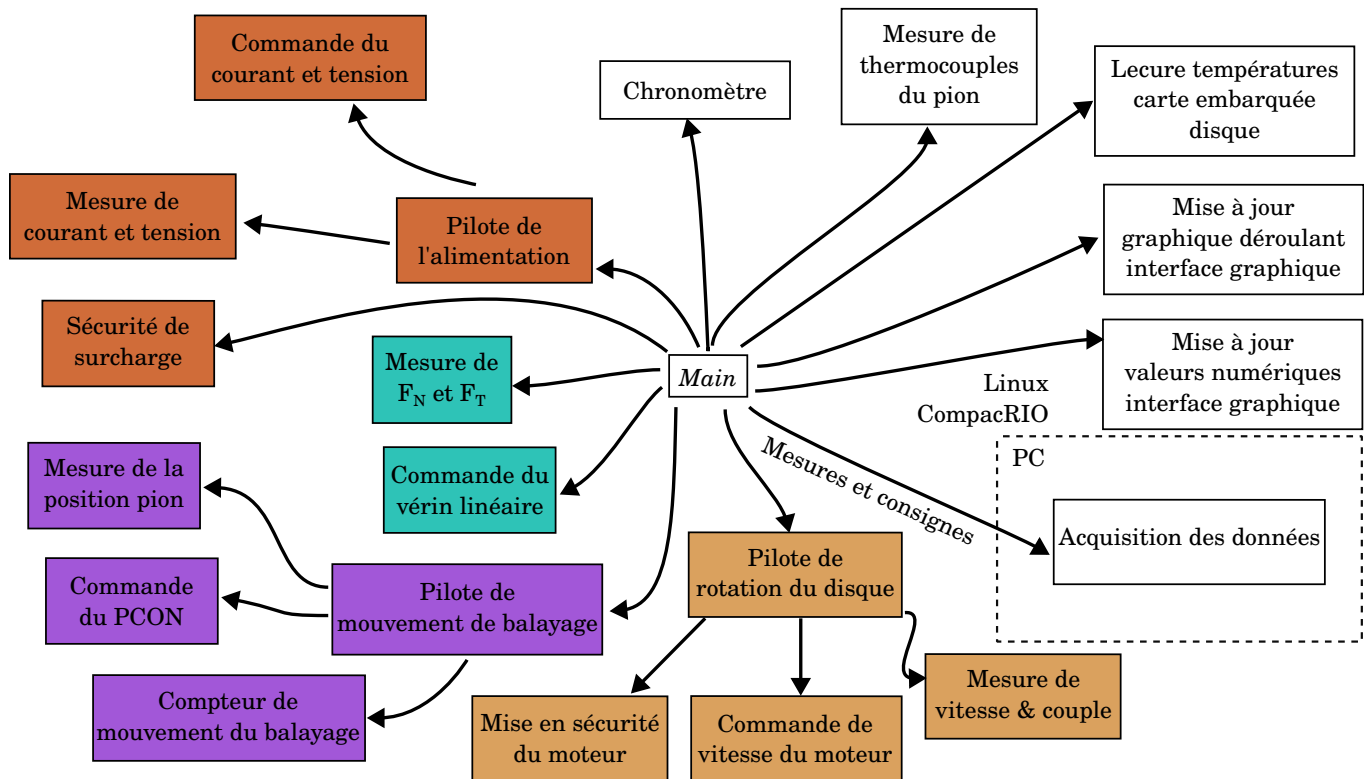 Commande du
courant et tension
Chronomètre
Mesure de
thermocouples
du pion
Lecure températures
carte embarquée
disque
Mesure de
courant et tension
Pilote de
l'alimentation
Mise à jour
graphique déroulant
interface graphique
Sécurité de
surcharge
Mesure de
F_N et F_T
Main
Mise à jour
valeurs numériques
interface graphique
Linux
CompacRIO
Mesure de la
position pion
Commande du
vérin linéaire
Mesures et consignes
PC
Acquisition des données
Commande
du PCON
Pilote de
mouvement de balayage
Pilote de
rotation du disque
Compteur de
mouvement du balayage
Mise en sécurité
du moteur
Commande de
vitesse du moteur
Mesure de
vitesse & couple